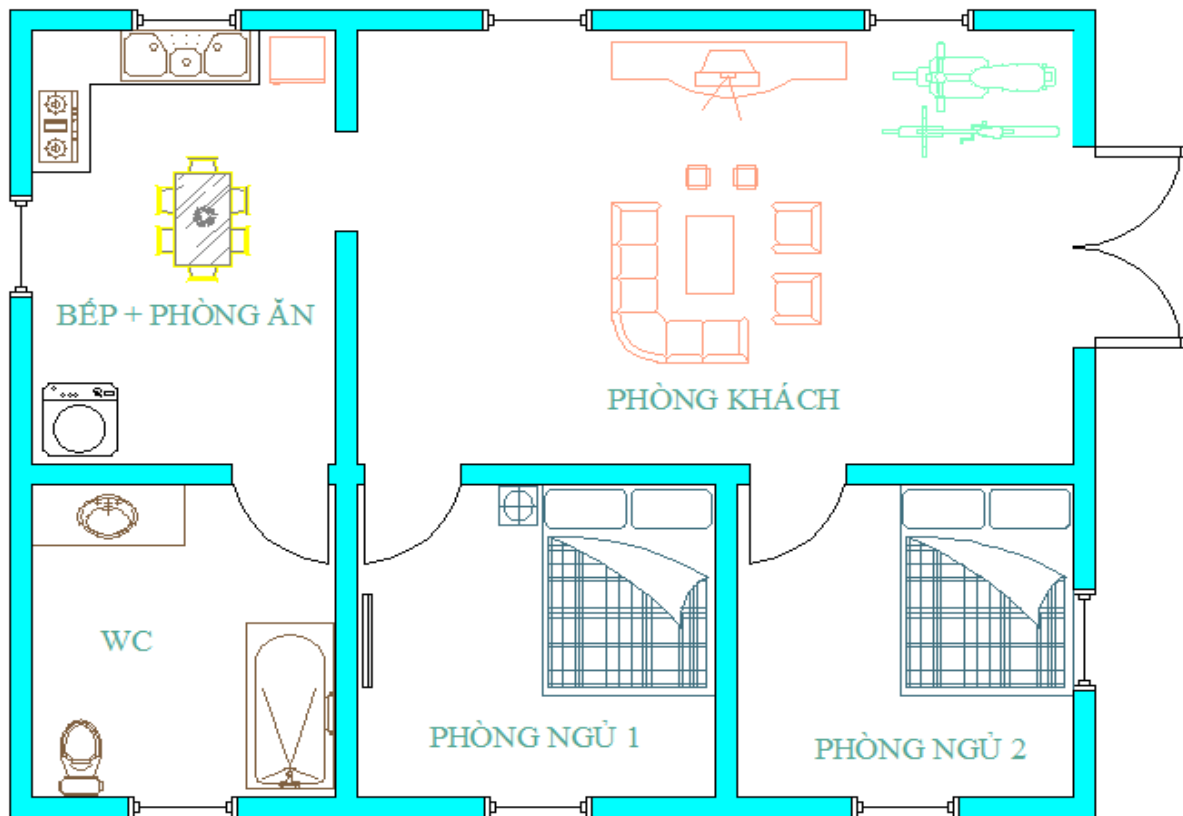 BẾP + PHÒNG ĂN
PHÒNG KHÁCH
WC
PHÒNG NGỦ 1
PHÒNG NGỦ 2